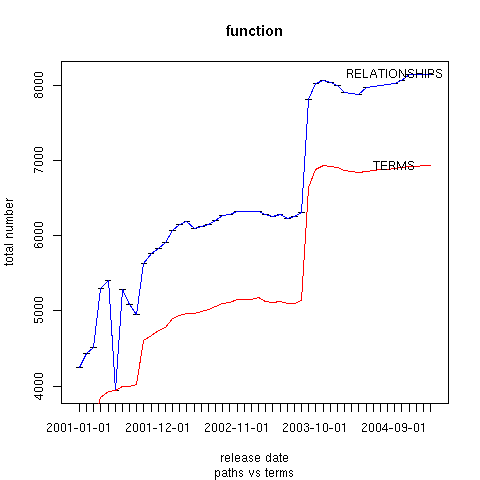 function
RELATIONSHIPS
TERMS
total number
8000
7000
6000
5000
4000
2001-01-01 2001-12-01 2002-11-01 2003-10-01 2004-09-01
release date
paths vs terms